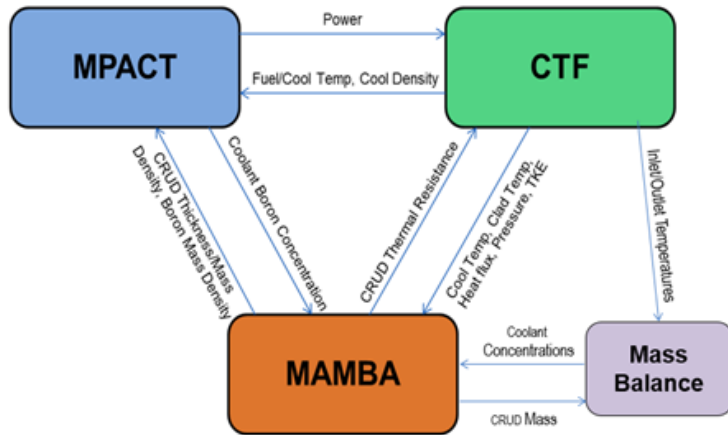 Power
MPACT
CTF
Fuel/Cool Temp, Cool Density
CRUD Thickness/Mass
Density, Boron Mass Density
Coolant Boron Concentration
CRUD Thermal Resistance
Cool Temp, Clad Temp,
Heat flux, Pressure, TKE
Inlet/Outlet Temperatures
MAMBA
Coolant
Concentrations
CRUD Mass
Mass
Balance